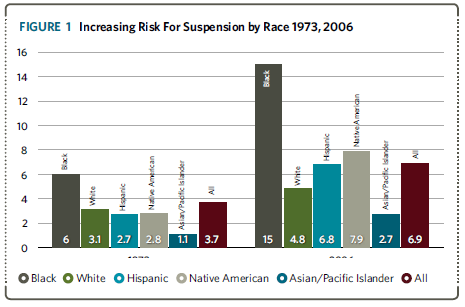 FIGURE 1 Increasing Risk For Suspension by Race 1973, 2006
16
14
12
10
8
6
4
2
0
Black
White
Hispanic
Native American
Asian/Pacific Islander
All
6 3.1 2.7 2.8 1.1 3.7
Black
White
Hispanic
Native American
Asian/Pacific Islander
All
15 4.8 6.8 7.9 2.7 6.9
Black White Hispanic Native American Asian/Pacific Islander All